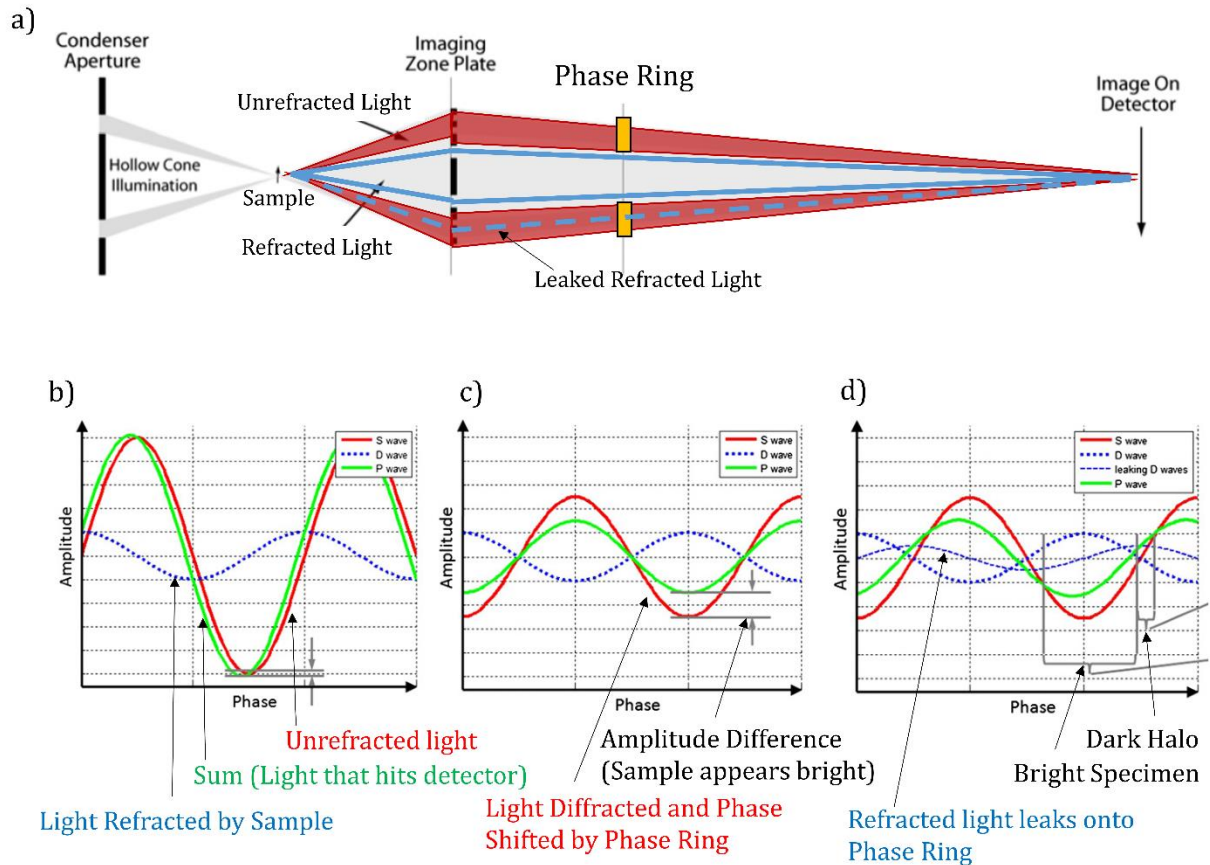 a)
Condenser
Aperture
Imaging
Zone Plate
Phase Ring
Image On
Detector
Unrefracted Light
Hollow Cone
Illumination
Sample
Refracted Light
Leaked Refracted Light
b)
S wave
D wave
P wave
Amplitude
Phase
Unrefracted light
Sum (Light that hits detector)
Light Refracted by Sample
c)
S wave
D wave
P wave
Amplitude
Phase
Amplitude Difference
(Sample appears bright)
Light Diffracted and Phase
Shifted by Phase Ring
d)
S wave
D wave
leaking D waves
P wave
Amplitude
Phase
Dark Halo
Bright Specimen
Refracted light leaks onto
Phase Ring